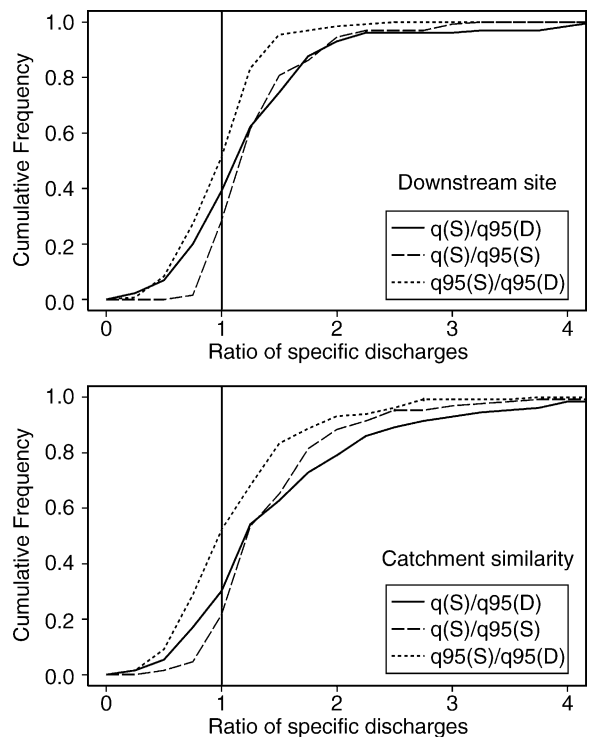 1.0
0.8
0.6
0.4
0.2
0.0
Cumulative Frequency
Downstream site
q(S)/q95(D)
q(S)/q95(S)
q95(S)/q95(D)
0 1 2 3 4
Ratio of specific discharges
1.0
0.8
0.6
0.4
0.2
0.0
Cumulative Frequency
Catchment similarity
q(S)/q95(D)
q(S)/q95(S)
q95(S)/q95(D)
0 1 2 3 4
Ratio of specific discharges